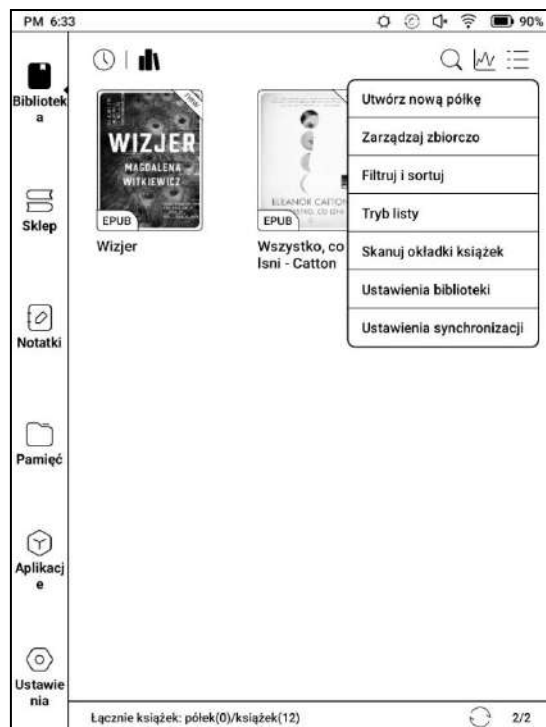 PM 6:33
90%
Bibliotek
a
Sklep
Notatki
Pamięć
Aplikacj
e
Ustawie
nia
new
WIZJER
MAGDALENA
WITKIEWICZ
EPUB
Wizjer
ELEANOR CATTON
EPUB
Wszystko, co
lsni - Catton
Utwórz nową półkę
Zarządzaj zbiorczo
Filtruj i sortuj
Tryb listy
Skanuj okładki książek
Ustawienia biblioteki
Ustawienia synchronizacji
Łącznie książek: półek(0)/książek(12)
2/2